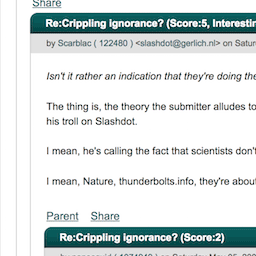 Share
Re:Crippling ignorance? (Score:5, Interestin
by Scarblac ( 122480 ) <slashdot@gerlich.nl> on Satur
Isn't it rather an indication that they're doing the
The thing is, the theory the submitter alludes to
his troll on Slashdot.
I mean, he's calling the fact that scientists don't
I mean, Nature, thunderbolts.info, they're about
Parent Share
Re:Crippling ignorance? (Score:2)